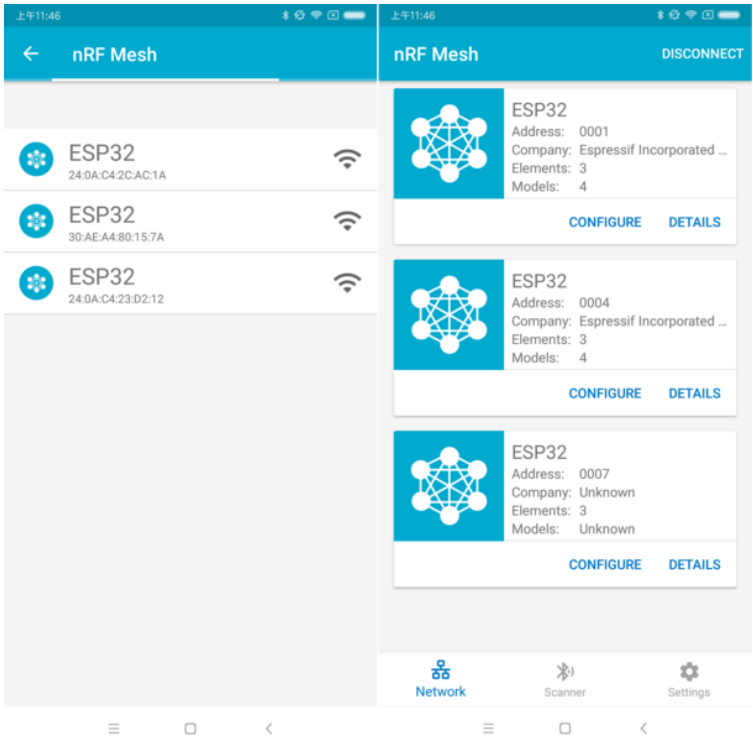 上午11:46
nRF Mesh
ESP32
24:0A:C4:2C:AC:1A
ESP32
30:AE:A4:80:15:7A
ESP32
24:0A:C4:23:D2:12
上午11:46
nRF Mesh DISCONNECT
ESP32
Address: 0001
Company: Espressif Incorporated ...
Elements: 3
Models: 4
CONFIGURE DETAILS
ESP32
Address: 0004
Company: Espressif Incorporated ...
Elements: 3
Models: 4
CONFIGURE DETAILS
ESP32
Address: 0007
Company: Unknown
Elements: 3
Models: Unknown
CONFIGURE DETAILS
Network Scanner Settings